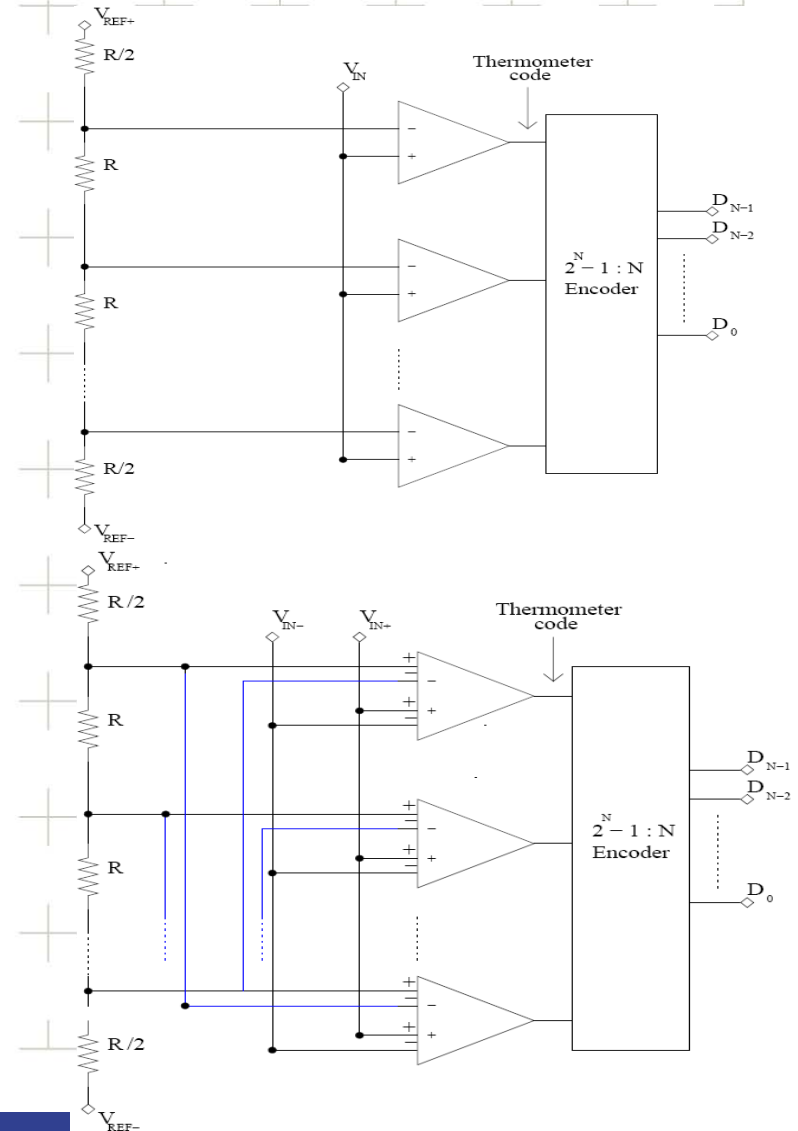 VREF+
R/2
VIN
Thermometer
code
−
+
R
DN−1
DN−2
−
+
2N − 1 : N
Encoder
R
D0
−
+
R/2
VREF−
VREF+
R/2
VIN−
VIN+
Thermometer
code
+
−
−
+
+
−
R
DN−1
DN−2
+
−
−
+
+
−
2N − 1 : N
Encoder
R
D0
+
−
−
+
+
−
R/2
VREF−